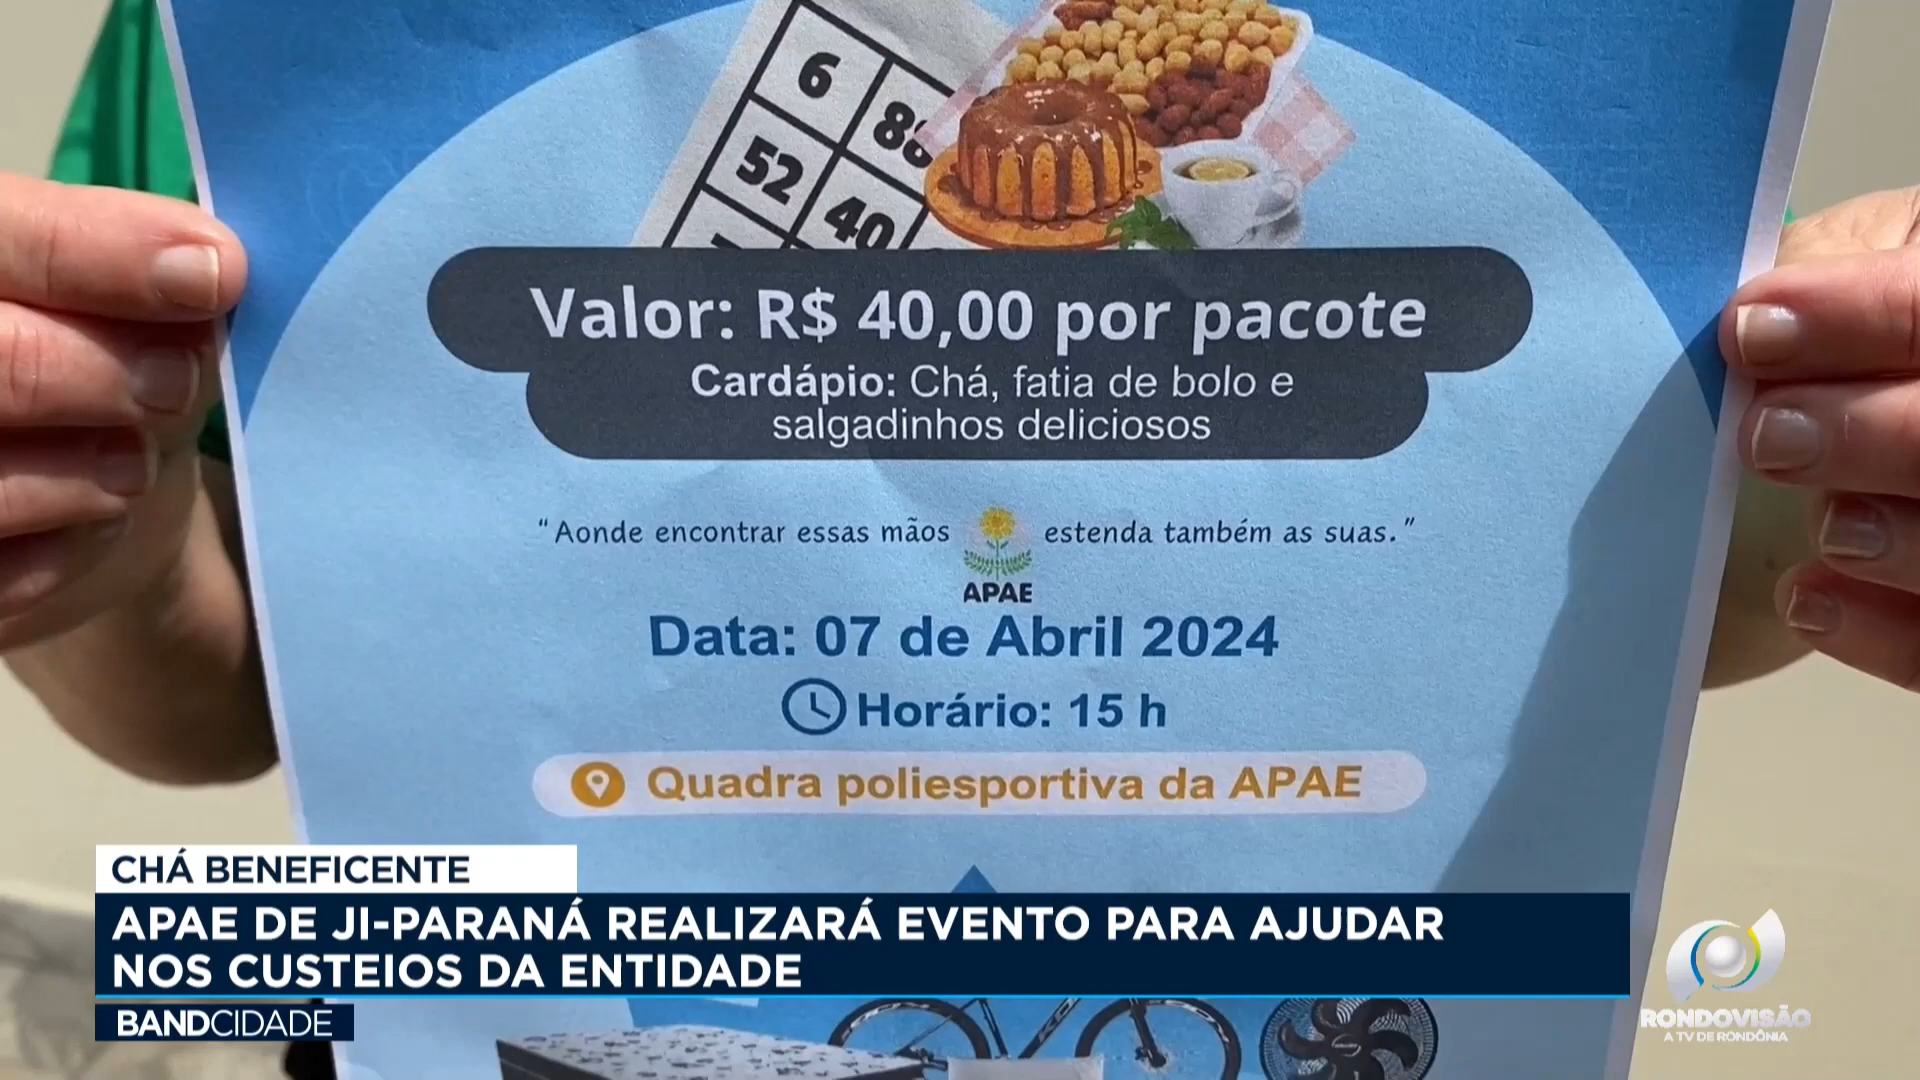 6
88
52
40
Valor: R$ 40,00 por pacote
Cardápio: Chá, fatia de bolo e
salgadinhos deliciosos
“Aonde encontrar essas mãos estenda também as suas.”
APAE
Data: 07 de Abril 2024
Horário: 15 h
Quadra poliesportiva da APAE
CHÁ BENEFICENTE
APAE DE JI-PARANÁ REALIZARÁ EVENTO PARA AJUDAR
NOS CUSTEIOS DA ENTIDADE
BANDCIDADE
RONDOVISÃO
A TV DE RONDÔNIA